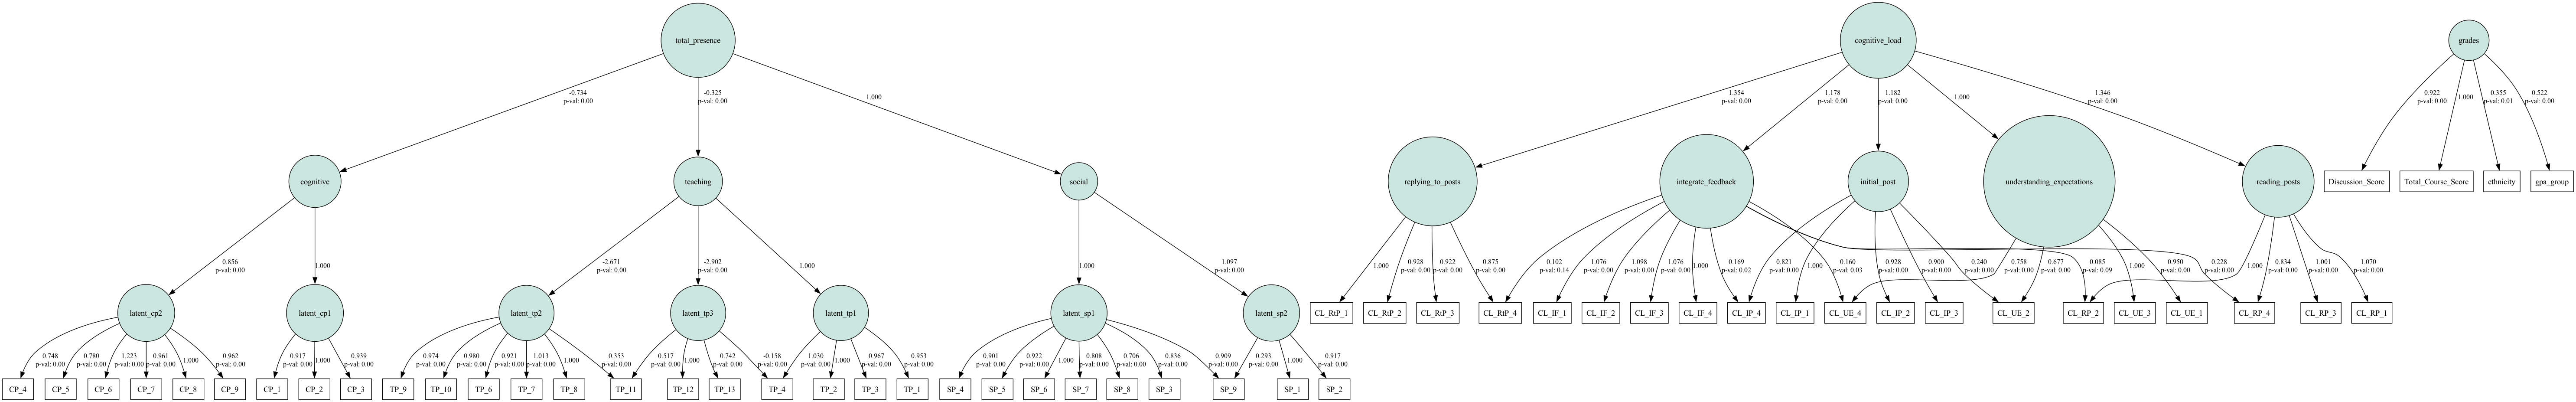 total_presence
cognitive_load
grades
-0.734
p-val: 0.00
-0.325
p-val: 0.00
1.000
1.354
p-val: 0.00
1.178
p-val: 0.00
1.182
p-val: 0.00
1.000
1.346
p-val: 0.00
0.922
p-val: 0.00
1.000
0.355
p-val: 0.01
0.522
p-val: 0.00
cognitive
teaching
social
replying_to_posts
integrate_feedback
initial_post
understanding_expectations
reading_posts
Discussion_Score
Total_Course_Score
ethnicity
gpa_group
0.856
p-val: 0.00
1.000
-2.671
p-val: 0.00
-2.902
p-val: 0.00
1.000
1.000
1.097
p-val: 0.00
1.000
0.928
p-val: 0.00
0.922
p-val: 0.00
0.875
p-val: 0.00
0.102
p-val: 0.14
1.076
p-val: 0.00
1.098
p-val: 0.00
1.076
p-val: 0.00
1.000
0.169
p-val: 0.02
0.821
p-val: 0.00
1.000
0.160
p-val: 0.03
0.928
p-val: 0.00
0.900
p-val: 0.00
0.240
p-val: 0.00
0.758
p-val: 0.00
0.677
p-val: 0.00
0.085
p-val: 0.09
1.000
0.950
p-val: 0.00
0.228
p-val: 0.00
1.000
0.834
p-val: 0.00
1.001
p-val: 0.00
1.070
p-val: 0.00
latent_cp2
latent_cp1
latent_tp2
latent_tp3
latent_tp1
latent_sp1
latent_sp2
CL_RtP_1
CL_RtP_2
CL_RtP_3
CL_RtP_4
CL_IF_1
CL_IF_2
CL_IF_3
CL_IF_4
CL_IP_4
CL_IP_1
CL_UE_4
CL_IP_2
CL_IP_3
CL_UE_2
CL_RP_2
CL_UE_3
CL_UE_1
CL_RP_4
CL_RP_3
CL_RP_1
0.748
p-val: 0.00
0.780
p-val: 0.00
1.223
p-val: 0.00
0.961
p-val: 0.00
1.000
0.962
p-val: 0.00
0.917
p-val: 0.00
1.000
0.939
p-val: 0.00
0.974
p-val: 0.00
0.980
p-val: 0.00
0.921
p-val: 0.00
1.013
p-val: 0.00
1.000
0.353
p-val: 0.00
0.517
p-val: 0.00
1.000
0.742
p-val: 0.00
-0.158
p-val: 0.00
1.030
p-val: 0.00
1.000
0.967
p-val: 0.00
0.953
p-val: 0.00
0.901
p-val: 0.00
0.922
p-val: 0.00
1.000
0.808
p-val: 0.00
0.706
p-val: 0.00
0.836
p-val: 0.00
0.909
p-val: 0.00
0.293
p-val: 0.00
1.000
0.917
p-val: 0.00
CP_4
CP_5
CP_6
CP_7
CP_8
CP_9
CP_1
CP_2
CP_3
TP_9
TP_10
TP_6
TP_7
TP_8
TP_11
TP_12
TP_13
TP_4
TP_2
TP_3
TP_1
SP_4
SP_5
SP_6
SP_7
SP_8
SP_3
SP_9
SP_1
SP_2